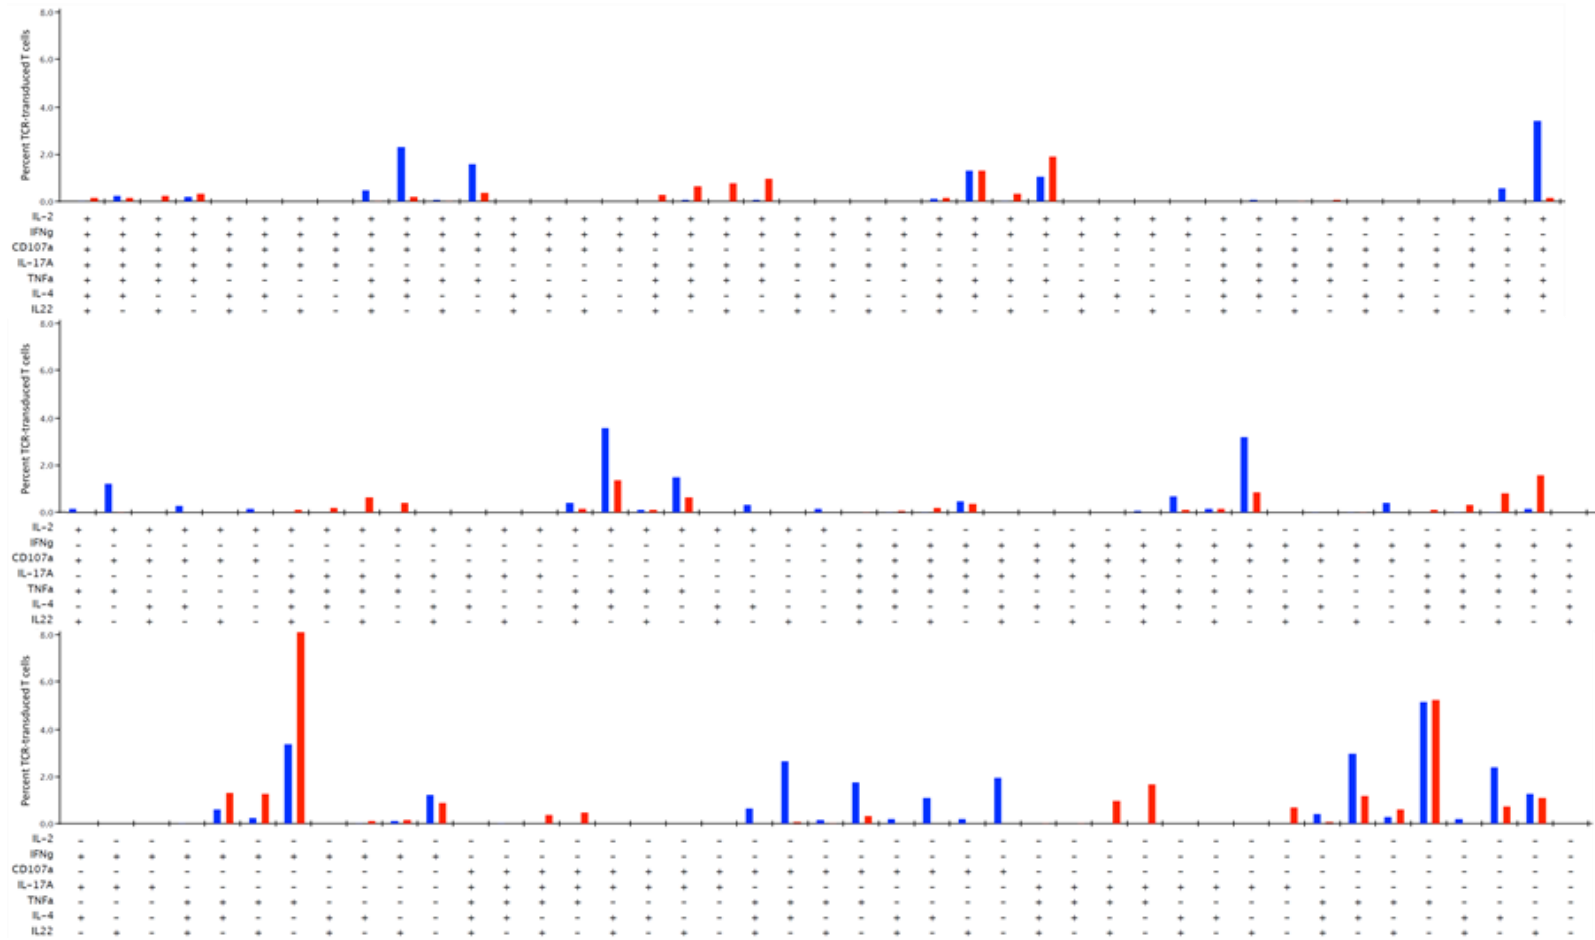 Percent TCR-transduced T cells
8.0
6.0
4.0
2.0
0.0
IL-2
IFNg
CD107a
IL-17A
TNFa
IL-4
IL22
Percent TCR-transduced T cells
8.0
6.0
4.0
2.0
0.0
IL-2
IFNg
CD107a
IL-17A
TNFa
IL-4
IL22
Percent TCR-transduced T cells
8.0
6.0
4.0
2.0
0.0
IL-2
IFNg
CD107a
IL-17A
TNFa
IL-4
IL22